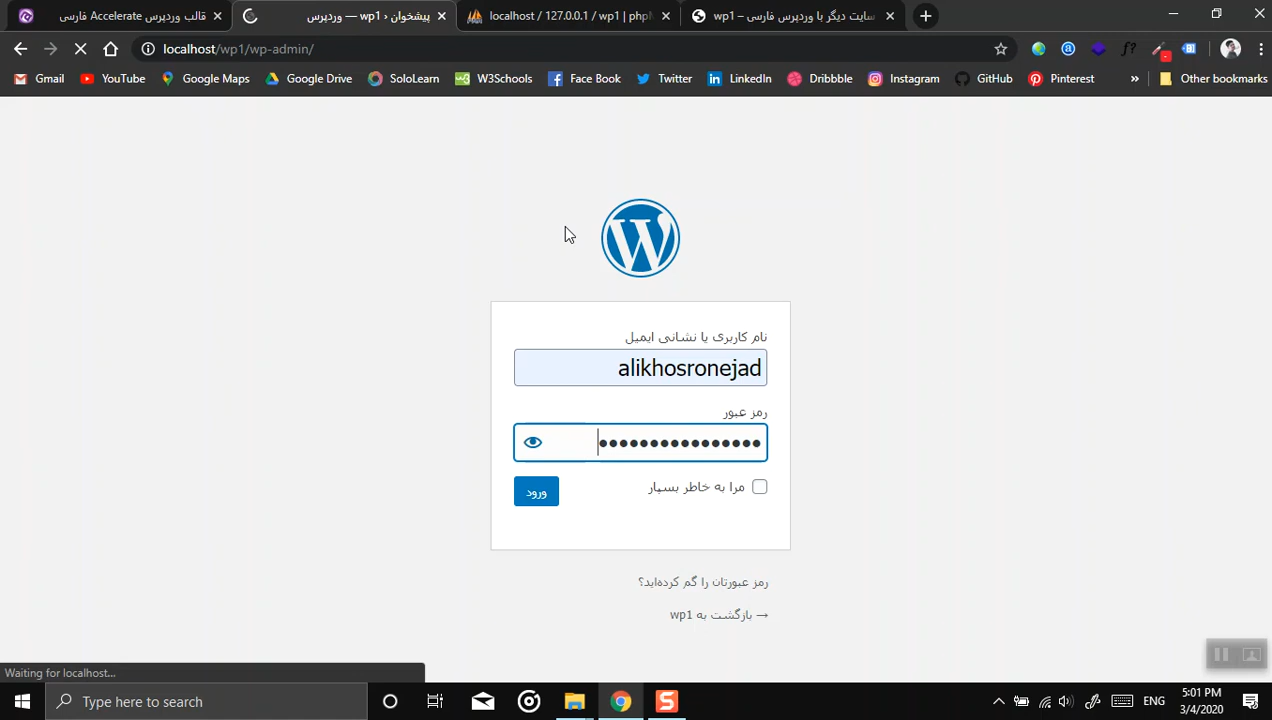 قالب وردپرس Accelerate فارسی
پیشخوان ‹ wp1 — وردپرس
localhost / 127.0.0.1 / wp1 | phpM
wp1 – سایت دیگر با وردپرس فارسی
localhost/wp1/wp-admin/
Gmail
YouTube
Google Maps
Google Drive
SoloLearn
W3Schools
Face Book
Twitter
LinkedIn
Dribbble
Instagram
GitHub
Pinterest
»
Other bookmarks
نام کاربری یا نشانی ایمیل
alikhosronejad
رمز عبور
مرا به خاطر بسپار
ورود
رمز عبورتان را گم کرده‌اید؟
→ بازگشت به wp1
Waiting for localhost...
Type here to search
ENG
5:01 PM
3/4/2020